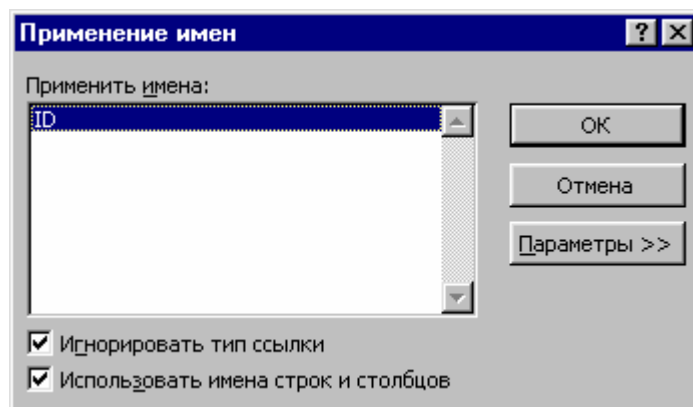 Применение имен
Применить имена:
ID
OK
Отмена
Параметры >>
Игнорировать тип ссылки
Использовать имена строк и столбцов